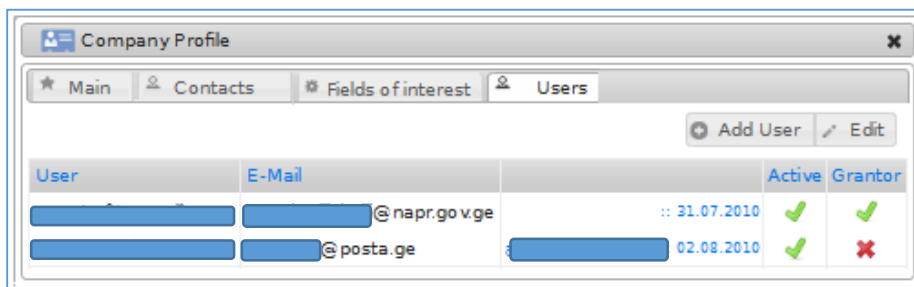 Company Profile
Main Contacts Fields of interest Users
Add User Edit
User E-Mail Active Grantor
@napr.gov.ge :: 31.07.2010
@posta.ge 02.08.2010